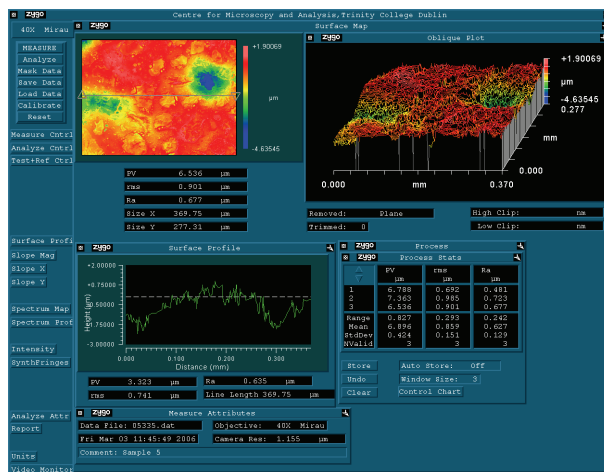 zygo Centre for Microscopy and Analysis,Trinity College Dublin
40X Mirau
MEASURE
Analyze
Mask Data
Save Data
Load Data
Calibrate
Reset
Measure Cntrl
Analyze Cntrl
Test+Ref Ctrl
Surface Profi
Slope Mag
Slope X
Slope Y
Spectrum Map
Spectrum Prof
Intensity
SynthFringes
Analyze Attr
Report
Units
Video Monitor
zygo Surface Map
+1.90069
µm
-4.63545
PV 6.536 µm
rms 0.901 µm
Ra 0.677 µm
Size X 369.75 µm
Size Y 277.31 µm
zygo Oblique Plot
+1.90069
µm
-4.63545
0.277
mm
0.000
0.000 mm 0.370
Removed: Plane
Trimmed: 0
High Clip: nm
Low Clip: nm
zygo Surface Profile
+2.00000
0.75000
-0.50000
-1.75000
-3.00000
Height (µm)
0.000 0.100 0.200 0.300
Distance (mm)
PV 3.323 µm
rms 0.741 µm
Ra 0.635 µm
Line Length 369.75 µm
zygo Process
zygo Process Stats
PV rms Ra
µm µm µm
1 6.788 0.692 0.481
2 7.363 0.985 0.723
3 6.536 0.901 0.677
Range 0.827 0.293 0.242
Mean 6.896 0.859 0.627
StdDev 0.424 0.151 0.129
NValid 3 3 3
Store Auto Store: Off
Undo Window Size: 3
Clear Control Chart
zygo Measure Attributes
Data File: 05335.dat Objective: 40X Mirau
Fri Mar 03 11:45:49 2006 Camera Res: 1.155 µm
Comment: Sample 5